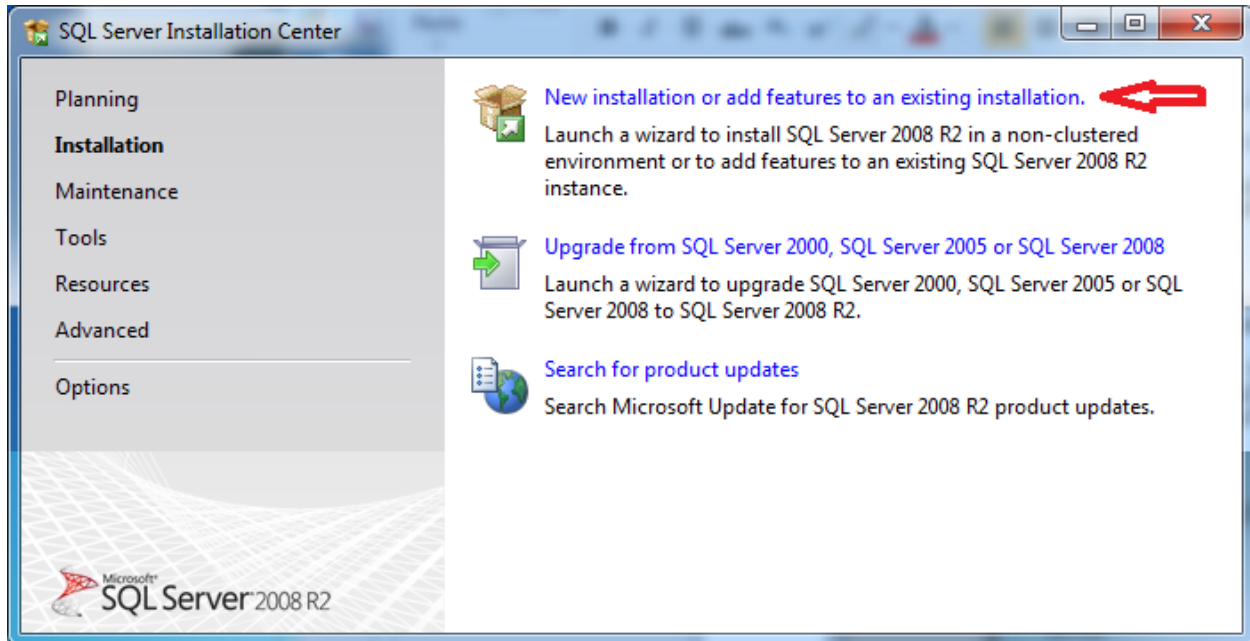 SQL Server Installation Center
Planning
Installation
Maintenance
Tools
Resources
Advanced
Options
New installation or add features to an existing installation.
Launch a wizard to install SQL Server 2008 R2 in a non-clustered
environment or to add features to an existing SQL Server 2008 R2
instance.
Upgrade from SQL Server 2000, SQL Server 2005 or SQL Server 2008
Launch a wizard to upgrade SQL Server 2000, SQL Server 2005 or SQL
Server 2008 to SQL Server 2008 R2.
Search for product updates
Search Microsoft Update for SQL Server 2008 R2 product updates.
Microsoft®
SQL Server® 2008 R2